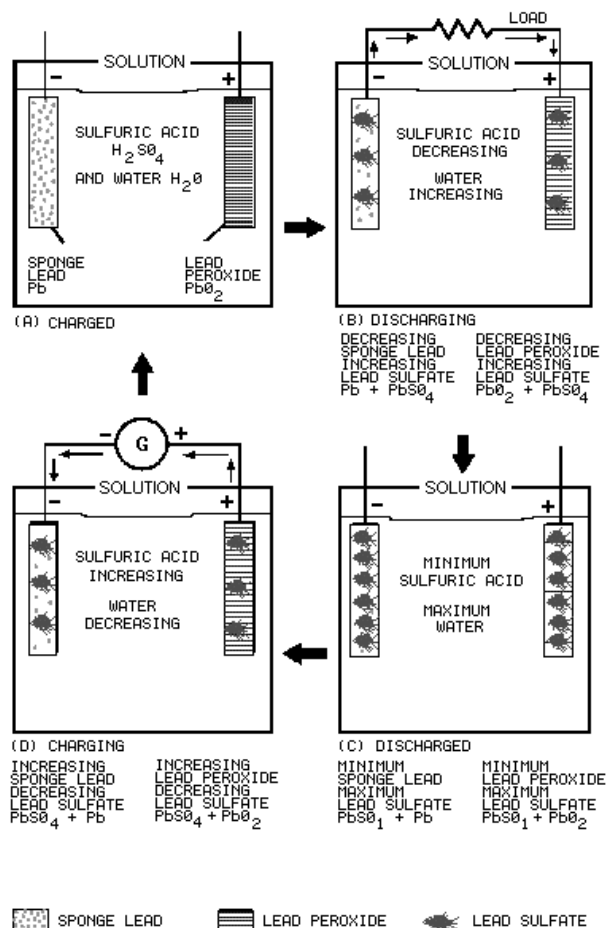 SOLUTION
- +
SULFURIC ACID
H2SO4
AND WATER H2O
SPONGE
LEAD
Pb
LEAD
PEROXIDE
PbO2
(A) CHARGED
LOAD
SOLUTION
- +
SULFURIC ACID
DECREASING
WATER
INCREASING
(B) DISCHARGING
DECREASING
SPONGE LEAD
INCREASING
LEAD SULFATE
Pb + PbSO4
DECREASING
LEAD PEROXIDE
INCREASING
LEAD SULFATE
PbO2 + PbSO4
- G +
SOLUTION
- +
SULFURIC ACID
INCREASING
WATER
DECREASING
(D) CHARGING
INCREASING
SPONGE LEAD
DECREASING
LEAD SULFATE
PbSO4 + Pb
INCREASING
LEAD PEROXIDE
DECREASING
LEAD SULFATE
PbSO4 + PbO2
SOLUTION
- +
MINIMUM
SULFURIC ACID
MAXIMUM
WATER
(C) DISCHARGED
MINIMUM
SPONGE LEAD
MAXIMUM
LEAD SULFATE
PbSO1 + Pb
MINIMUM
LEAD PEROXIDE
MAXIMUM
LEAD SULFATE
PbSO1 + PbO2
SPONGE LEAD
LEAD PEROXIDE
LEAD SULFATE